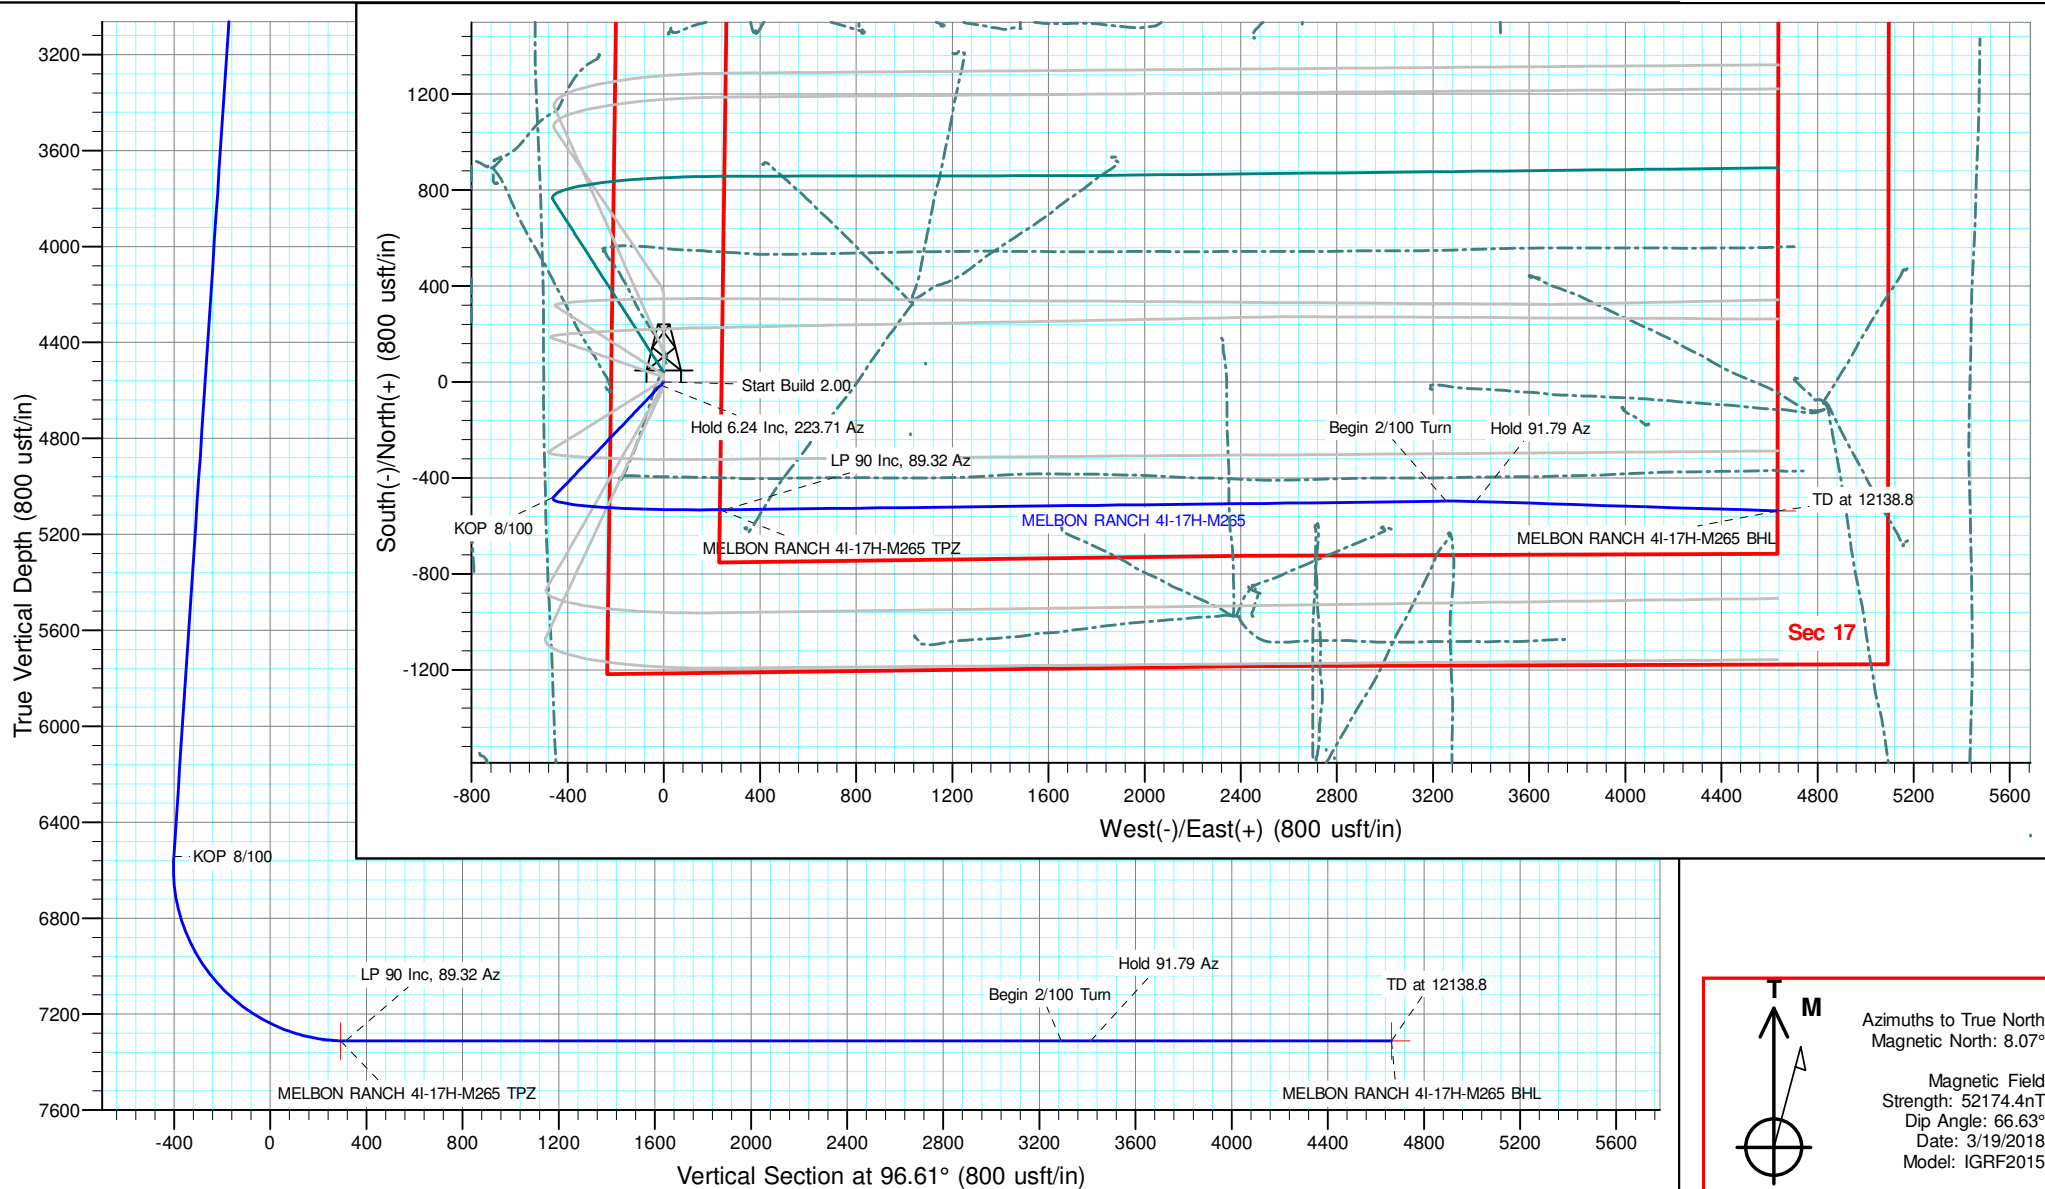 3200
3600
4000
4400
4800
5200
5600
6000
6400
6800
7200
7600
True Vertical Depth (800 usft/in)
1200
800
400
0
-400
-800
-1200
South(-)/North(+) (800 usft/in)
Start Build 2.00
Hold 6.24 Inc, 223.71 Az
LP 90 Inc, 89.32 Az
Begin 2/100 Turn
Hold 91.79 Az
TD at 12138.8
KOP 8/100
MELBON RANCH 4I-17H-M265
MELBON RANCH 4I-17H-M265 TPZ
MELBON RANCH 4I-17H-M265 BHL
Sec 17
-800 -400 0 400 800 1200 1600 2000 2400 2800 3200 3600 4000 4400 4800 5200 5600
West(-)/East(+) (800 usft/in)
KOP 8/100
LP 90 Inc, 89.32 Az
Begin 2/100 Turn
Hold 91.79 Az
TD at 12138.8
MELBON RANCH 4I-17H-M265 TPZ
MELBON RANCH 4I-17H-M265 BHL
-400 0 400 800 1200 1600 2000 2400 2800 3200 3600 4000 4400 4800 5200 5600
Vertical Section at 96.61° (800 usft/in)
T
M
Azimuths to True North
Magnetic North: 8.07°
Magnetic Field
Strength: 52174.4nT
Dip Angle: 66.63°
Date: 3/19/2018
Model: IGRF2015